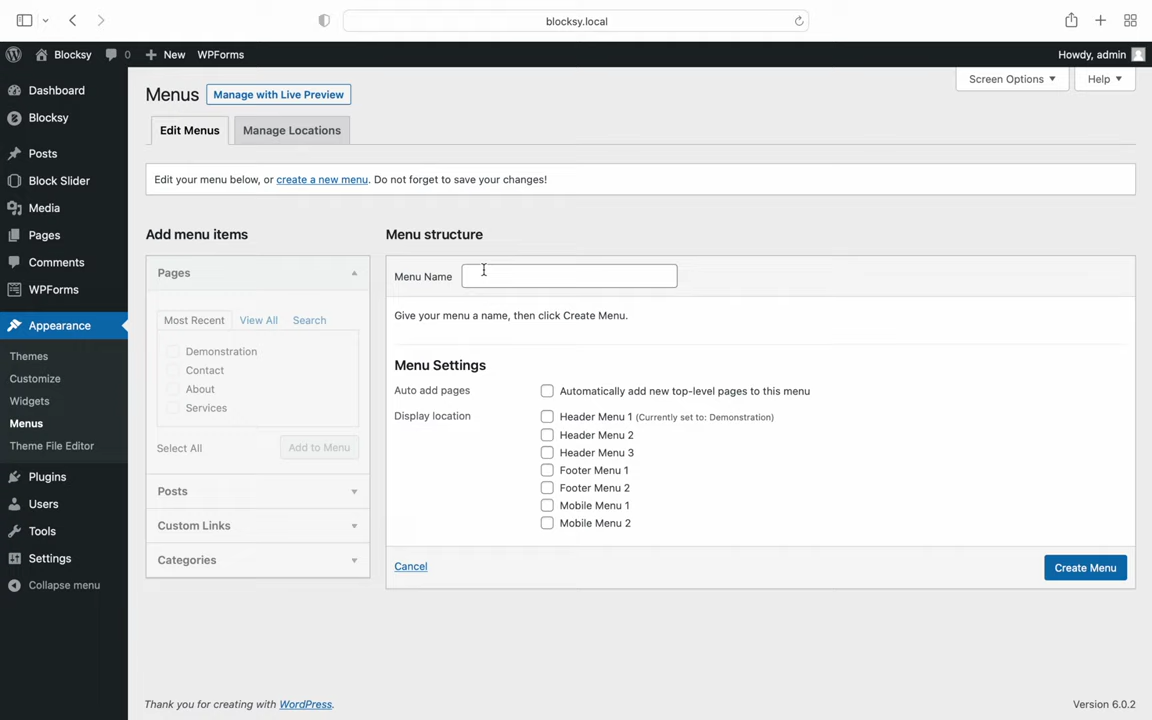 blocksy.local
Blocksy
0
New
WPForms
Howdy, admin
Dashboard
Blocksy
Posts
Block Slider
Media
Pages
Comments
WPForms
Appearance
Themes
Customize
Widgets
Menus
Theme File Editor
Plugins
Users
Tools
Settings
Collapse menu
Screen Options
Help
Menus
Manage with Live Preview
Edit Menus
Manage Locations
Edit your menu below, or create a new menu. Do not forget to save your changes!
Add menu items
Pages
Most Recent
View All
Search
Demonstration
Contact
About
Services
Select All
Add to Menu
Posts
Custom Links
Categories
Menu structure
Menu Name
Give your menu a name, then click Create Menu.
Menu Settings
Auto add pages
Automatically add new top-level pages to this menu
Display location
Header Menu 1 (Currently set to: Demonstration)
Header Menu 2
Header Menu 3
Footer Menu 1
Footer Menu 2
Mobile Menu 1
Mobile Menu 2
Cancel
Create Menu
Thank you for creating with WordPress.
Version 6.0.2